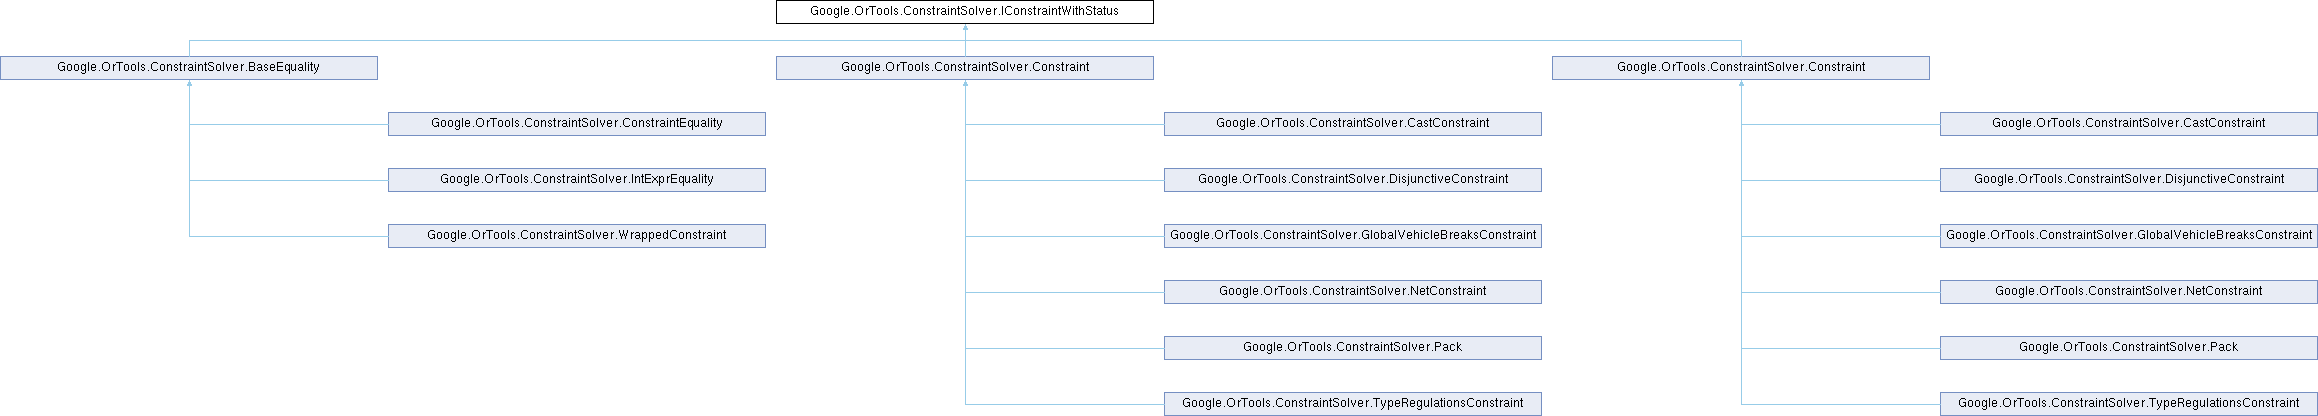 Google.OrTools.ConstraintSolver.IConstraintWithStatus
Google.OrTools.ConstraintSolver.BaseEquality
Google.OrTools.ConstraintSolver.Constraint
Google.OrTools.ConstraintSolver.Constraint
Google.OrTools.ConstraintSolver.ConstraintEquality
Google.OrTools.ConstraintSolver.CastConstraint
Google.OrTools.ConstraintSolver.CastConstraint
Google.OrTools.ConstraintSolver.IntExprEquality
Google.OrTools.ConstraintSolver.DisjunctiveConstraint
Google.OrTools.ConstraintSolver.DisjunctiveConstraint
Google.OrTools.ConstraintSolver.WrappedConstraint
Google.OrTools.ConstraintSolver.GlobalVehicleBreaksConstraint
Google.OrTools.ConstraintSolver.GlobalVehicleBreaksConstraint
Google.OrTools.ConstraintSolver.NetConstraint
Google.OrTools.ConstraintSolver.NetConstraint
Google.OrTools.ConstraintSolver.Pack
Google.OrTools.ConstraintSolver.Pack
Google.OrTools.ConstraintSolver.TypeRegulationsConstraint
Google.OrTools.ConstraintSolver.TypeRegulationsConstraint